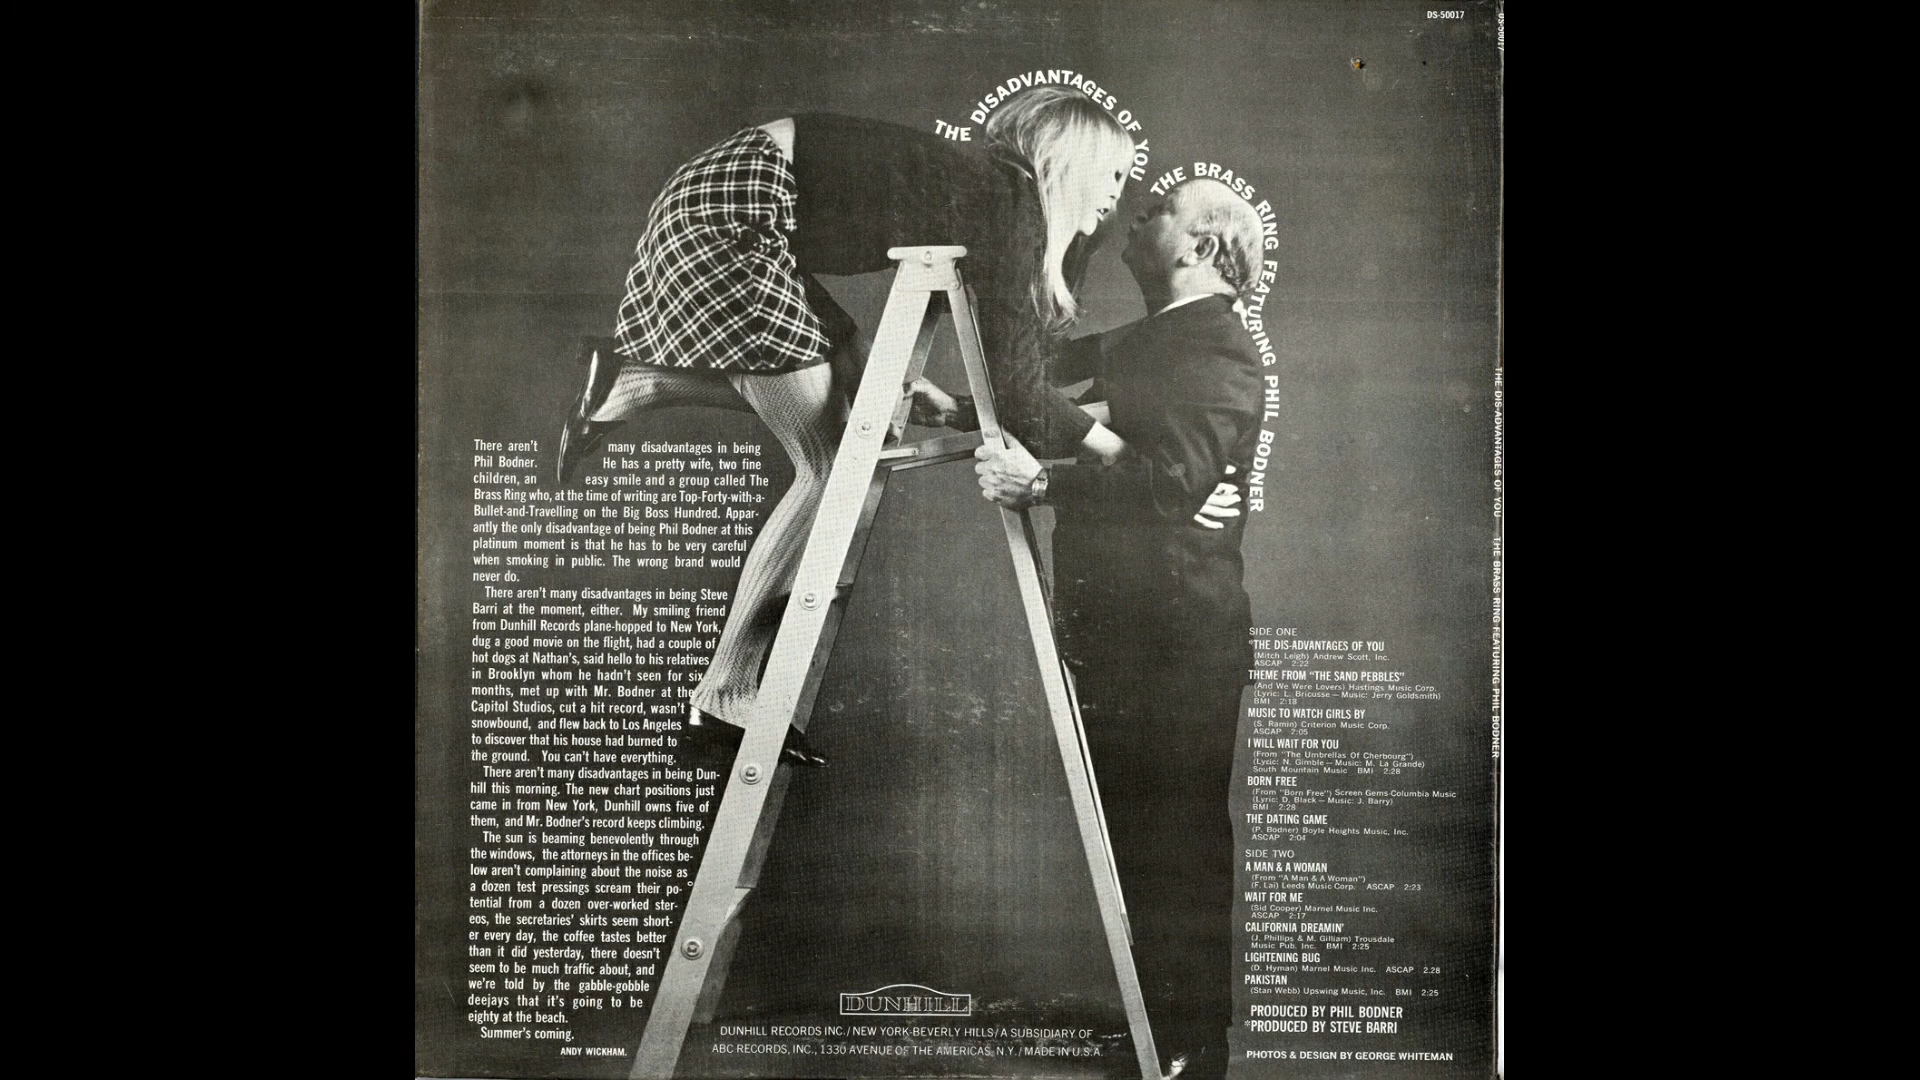 DS-50017
DS-50017
THE DISADVANTAGES OF YOU
THE BRASS RING FEATURING PHIL BODNER
THE DIS-ADVANTAGES OF YOU THE BRASS RING FEATURING PHIL BODNER
There aren't many disadvantages in being
Phil Bodner. He has a pretty wife, two fine
children, an easy smile and a group called The
Brass Ring who, at the time of writing are Top-Forty-with-a-
Bullet-and-Travelling on the Big Boss Hundred. Appar-
antly the only disadvantage of being Phil Bodner at this
platinum moment is that he has to be very careful
when smoking in public. The wrong brand would
never do.
There aren't many disadvantages in being Steve
Barri at the moment, either. My smiling friend
from Dunhill Records plane-hopped to New York,
dug a good movie on the flight, had a couple of
hot dogs at Nathan's, said hello to his relatives
in Brooklyn whom he hadn't seen for six
months, met up with Mr. Bodner at the
Capitol Studios, cut a hit record, wasn't
snowbound, and flew back to Los Angeles
to discover that his house had burned to
the ground. You can't have everything.
There aren't many disadvantages in being Dun-
hill this morning. The new chart positions just
came in from New York, Dunhill owns five of
them, and Mr. Bodner's record keeps climbing.
The sun is beaming benevolently through
the windows, the attorneys in the offices be-
low aren't complaining about the noise as
a dozen test pressings scream their po-
tential from a dozen over-worked ster-
eos, the secretaries' skirts seem short-
er every day, the coffee tastes better
than it did yesterday, there doesn't
seem to be much traffic about, and
we're told by the gabble-gobble
deejays that it's going to be
eighty at the beach.
Summer's coming.
ANDY WICKHAM.
SIDE ONE
*THE DIS-ADVANTAGES OF YOU
(Mitch Leigh) Andrew Scott, Inc.
ASCAP 2:22
THEME FROM "THE SAND PEBBLES"
(And We Were Lovers) Hastings Music Corp.
(Lyric: L. Bricusse — Music: Jerry Goldsmith)
BMI 2:18
MUSIC TO WATCH GIRLS BY
(S. Ramin) Criterion Music Corp.
ASCAP 2:05
I WILL WAIT FOR YOU
(From "The Umbrellas Of Cherbourg")
(Lyric: N. Gimble — Music: M. La Grande)
South Mountain Music BMI 2:28
BORN FREE
(From "Born Free") Screen Gems-Columbia Music
(Lyric: D. Black — Music: J. Barry)
BMI 2:28
THE DATING GAME
(P. Bodner) Boyle Heights Music, Inc.
ASCAP 2:04
SIDE TWO
A MAN & A WOMAN
(From "A Man & A Woman")
(F. Lai) Leeds Music Corp. ASCAP 2:23
WAIT FOR ME
(Sid Cooper) Marnel Music Inc.
ASCAP 2:17
CALIFORNIA DREAMIN'
(J. Phillips & M. Gilliam) Trousdale
Music Pub. Inc. BMI 2:25
LIGHTENING BUG
(D. Hyman) Marnel Music Inc. ASCAP 2.28
PAKISTAN
(Stan Webb) Upswing Music, Inc. BMI 2:25
PRODUCED BY PHIL BODNER
*PRODUCED BY STEVE BARRI
PHOTOS & DESIGN BY GEORGE WHITEMAN
DUNHILL
DUNHILL RECORDS INC./NEW YORK-BEVERLY HILLS/A SUBSIDIARY OF
ABC RECORDS, INC., 1330 AVENUE OF THE AMERICAS, N.Y./MADE IN U.S.A.